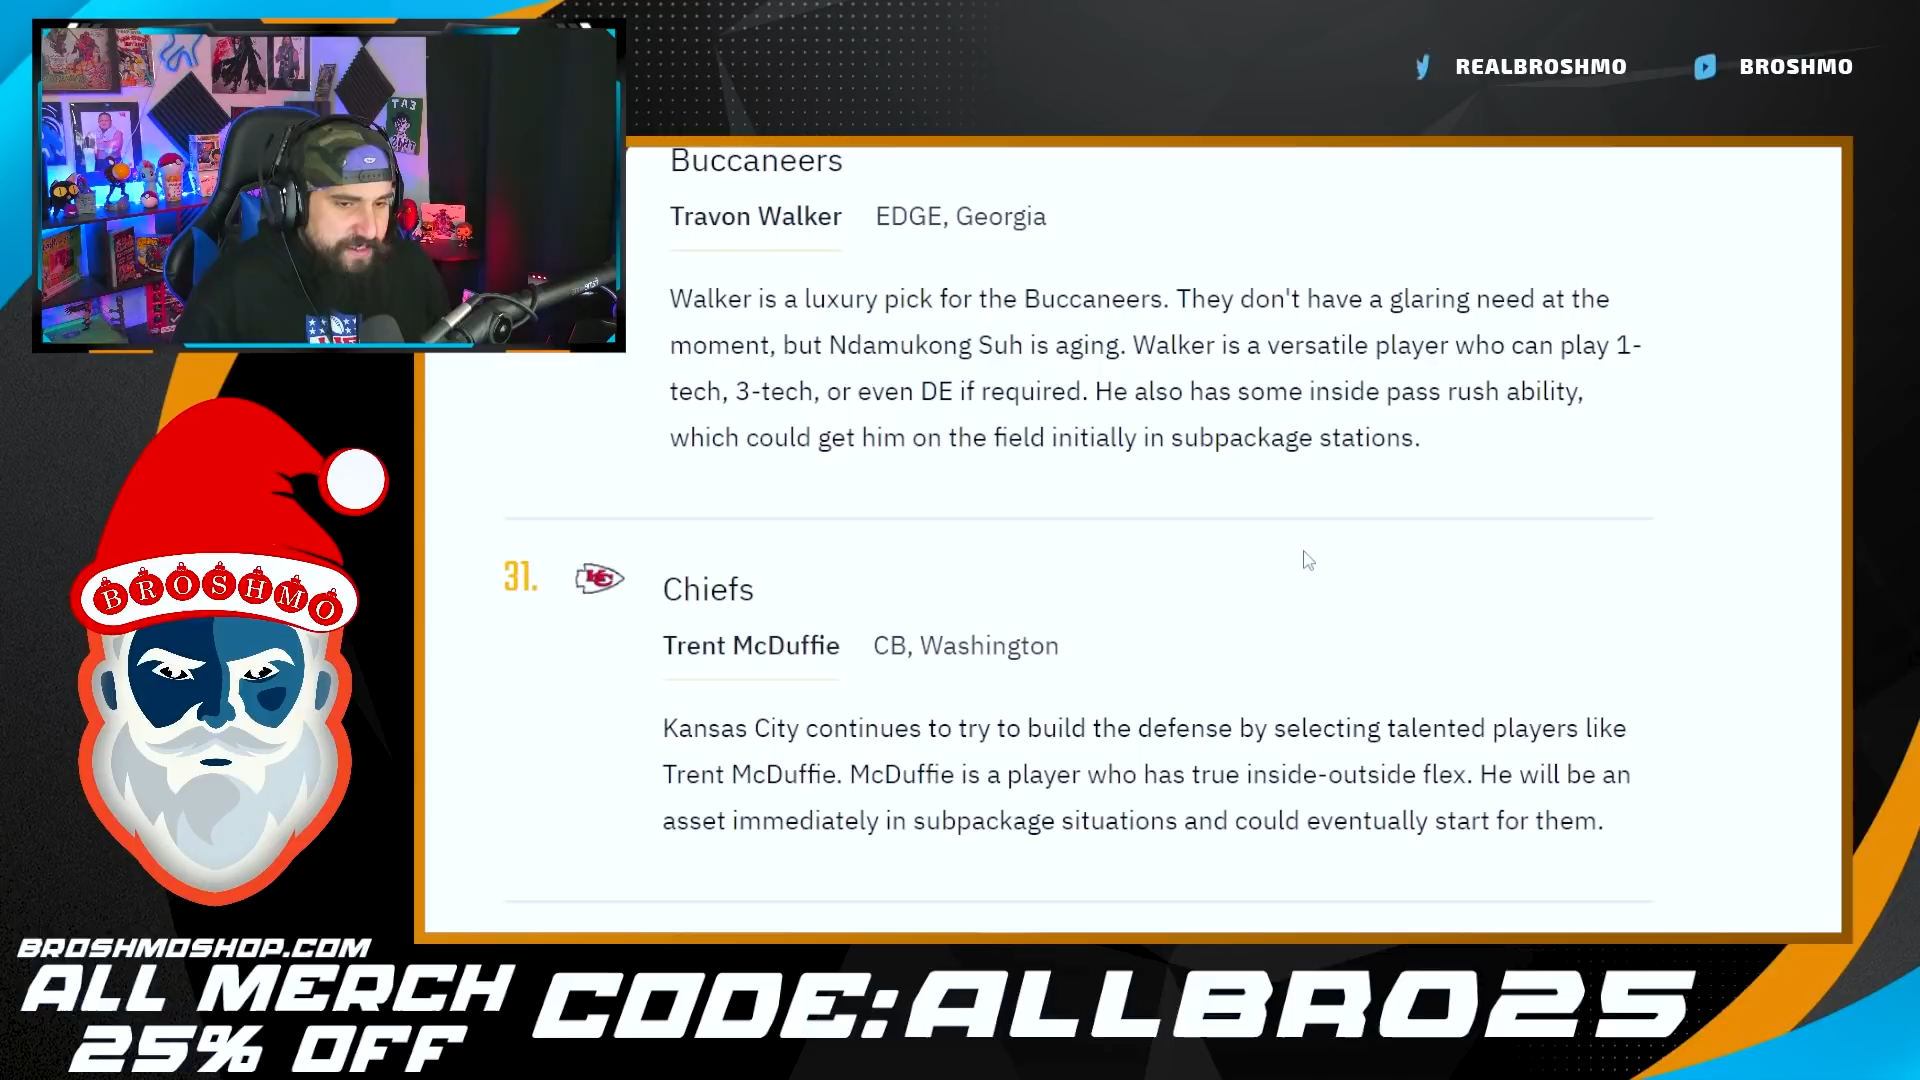 REALBROSHMO
BROSHMO
Buccaneers
Travon Walker EDGE, Georgia
Walker is a luxury pick for the Buccaneers. They don't have a glaring need at the
moment, but Ndamukong Suh is aging. Walker is a versatile player who can play 1-
tech, 3-tech, or even DE if required. He also has some inside pass rush ability,
which could get him on the field initially in subpackage stations.
31. KC Chiefs
Trent McDuffie CB, Washington
Kansas City continues to try to build the defense by selecting talented players like
Trent McDuffie. McDuffie is a player who has true inside-outside flex. He will be an
asset immediately in subpackage situations and could eventually start for them.
BROSHMO
BROSHMOSHOP.COM
ALL MERCH
25% OFF
CODE:ALLBRO25